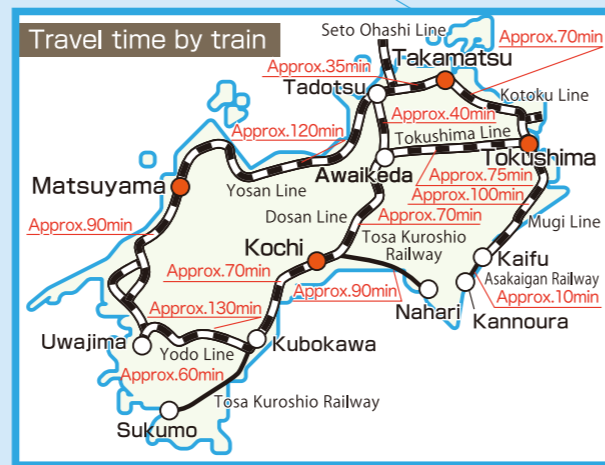 Travel time by train
Seto Ohashi Line
Approx.70min
Takamatsu
Approx.35min
Tadotsu
Kotoku Line
Approx.40min
Approx.120min
Tokushima Line
Tokushima
Awaikeda
Approx.75min
Matsuyama
Yosan Line
Approx.100min
Dosan Line
Approx.70min
Mugi Line
Approx.90min
Tosa Kuroshio
Railway
Kochi
Kaifu
Approx.70min
Asakaigan Railway
Approx.90min
Approx.10min
Nahari
Approx.130min
Kannoura
Uwajima
Kubokawa
Yodo Line
Approx.60min
Tosa Kuroshio Railway
Sukumo